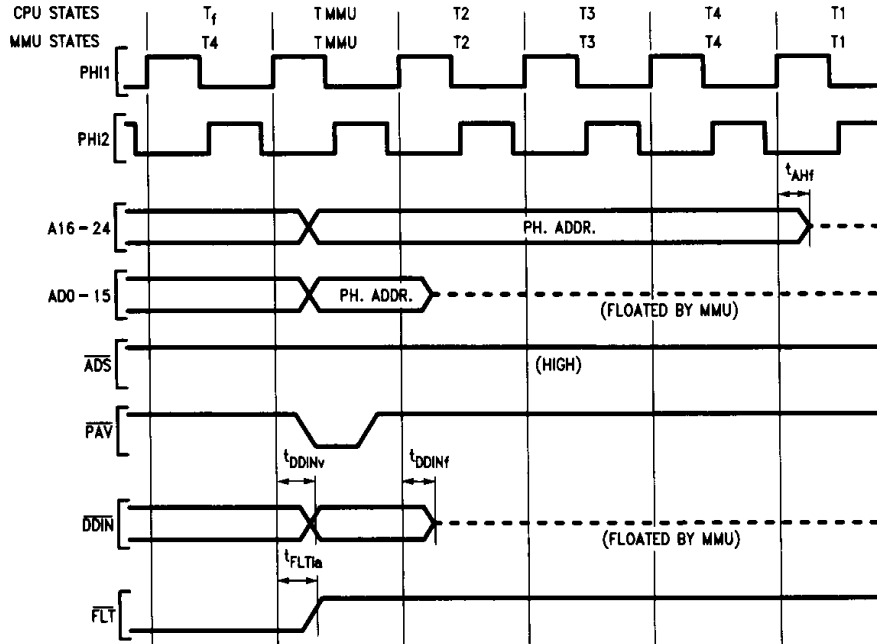 CPU STATES Tf TMMU T2 T3 T4 T1
MMU STATES T4 TMMU T2 T3 T4 T1
PHI1
PHI2
tAHf
A16-24 PH. ADDR.
AD0-15 PH. ADDR. (FLOATED BY MMU)
ADS (HIGH)
PAV
tDDINv tDDINf
DDIN (FLOATED BY MMU)
tFLTIa
FLT